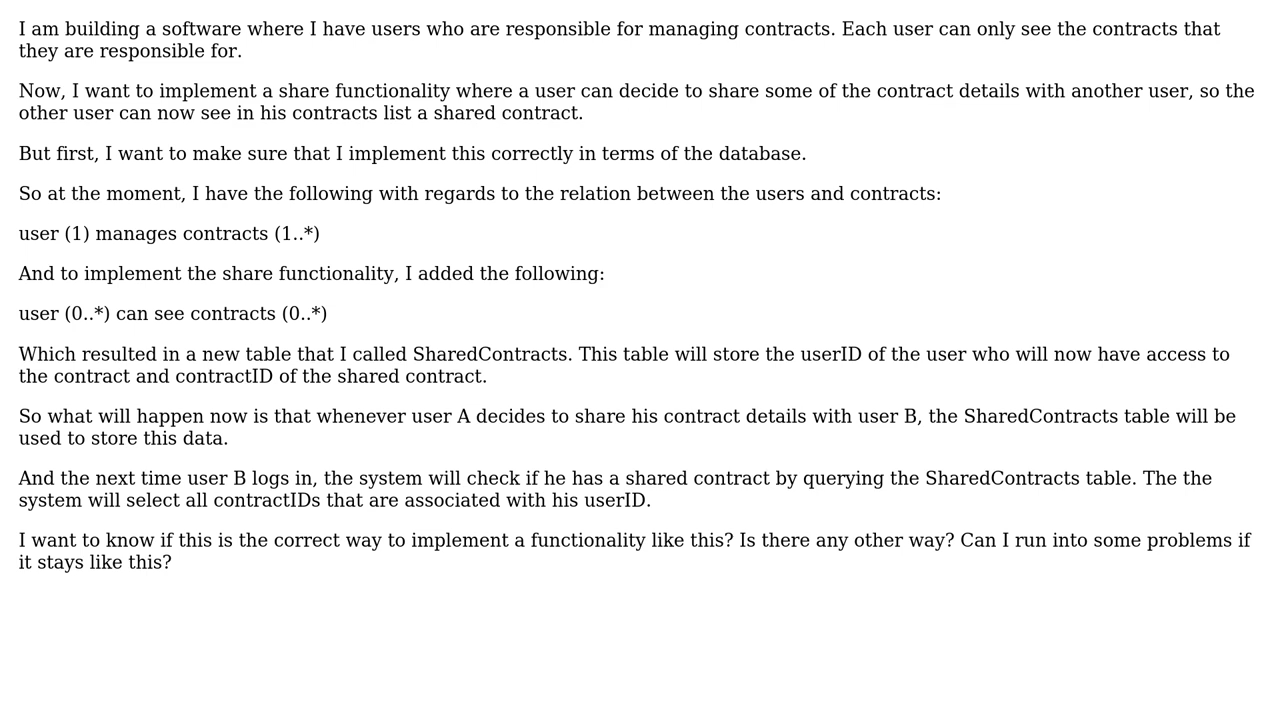 I am building a software where I have users who are responsible for managing contracts. Each user can only see the contracts that
they are responsible for.
Now, I want to implement a share functionality where a user can decide to share some of the contract details with another user, so the
other user can now see in his contracts list a shared contract.
But first, I want to make sure that I implement this correctly in terms of the database.
So at the moment, I have the following with regards to the relation between the users and contracts:
user (1) manages contracts (1..*)
And to implement the share functionality, I added the following:
user (0..*) can see contracts (0..*)
Which resulted in a new table that I called SharedContracts. This table will store the userID of the user who will now have access to
the contract and contractID of the shared contract.
So what will happen now is that whenever user A decides to share his contract details with user B, the SharedContracts table will be
used to store this data.
And the next time user B logs in, the system will check if he has a shared contract by querying the SharedContracts table. The the
system will select all contractIDs that are associated with his userID.
I want to know if this is the correct way to implement a functionality like this? Is there any other way? Can I run into some problems if
it stays like this?